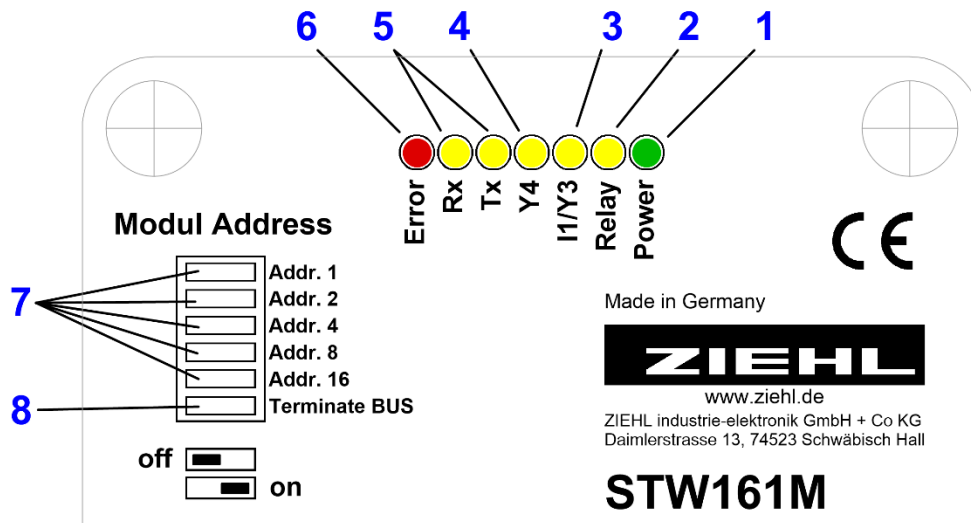 6 5 4 3 2 1
Error Rx Tx Y4 I1/Y3 Relay Power
Modul Address
7
Addr. 1
Addr. 2
Addr. 4
Addr. 8
Addr. 16
8 Terminate BUS
off
on
CE
Made in Germany
ZIEHL
www.ziehl.de
ZIEHL industrie-elektronik GmbH + Co KG
Daimlerstrasse 13, 74523 Schwäbisch Hall
STW161M